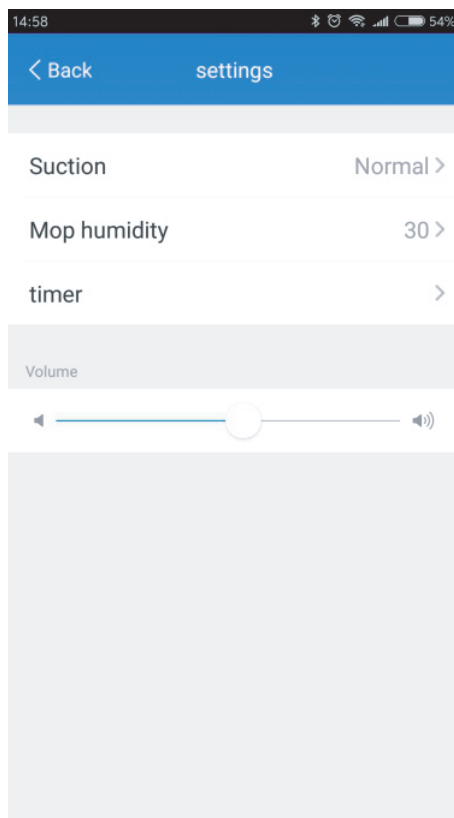 14:58 54%
< Back settings
Suction Normal >
Mop humidity 30 >
timer >
Volume